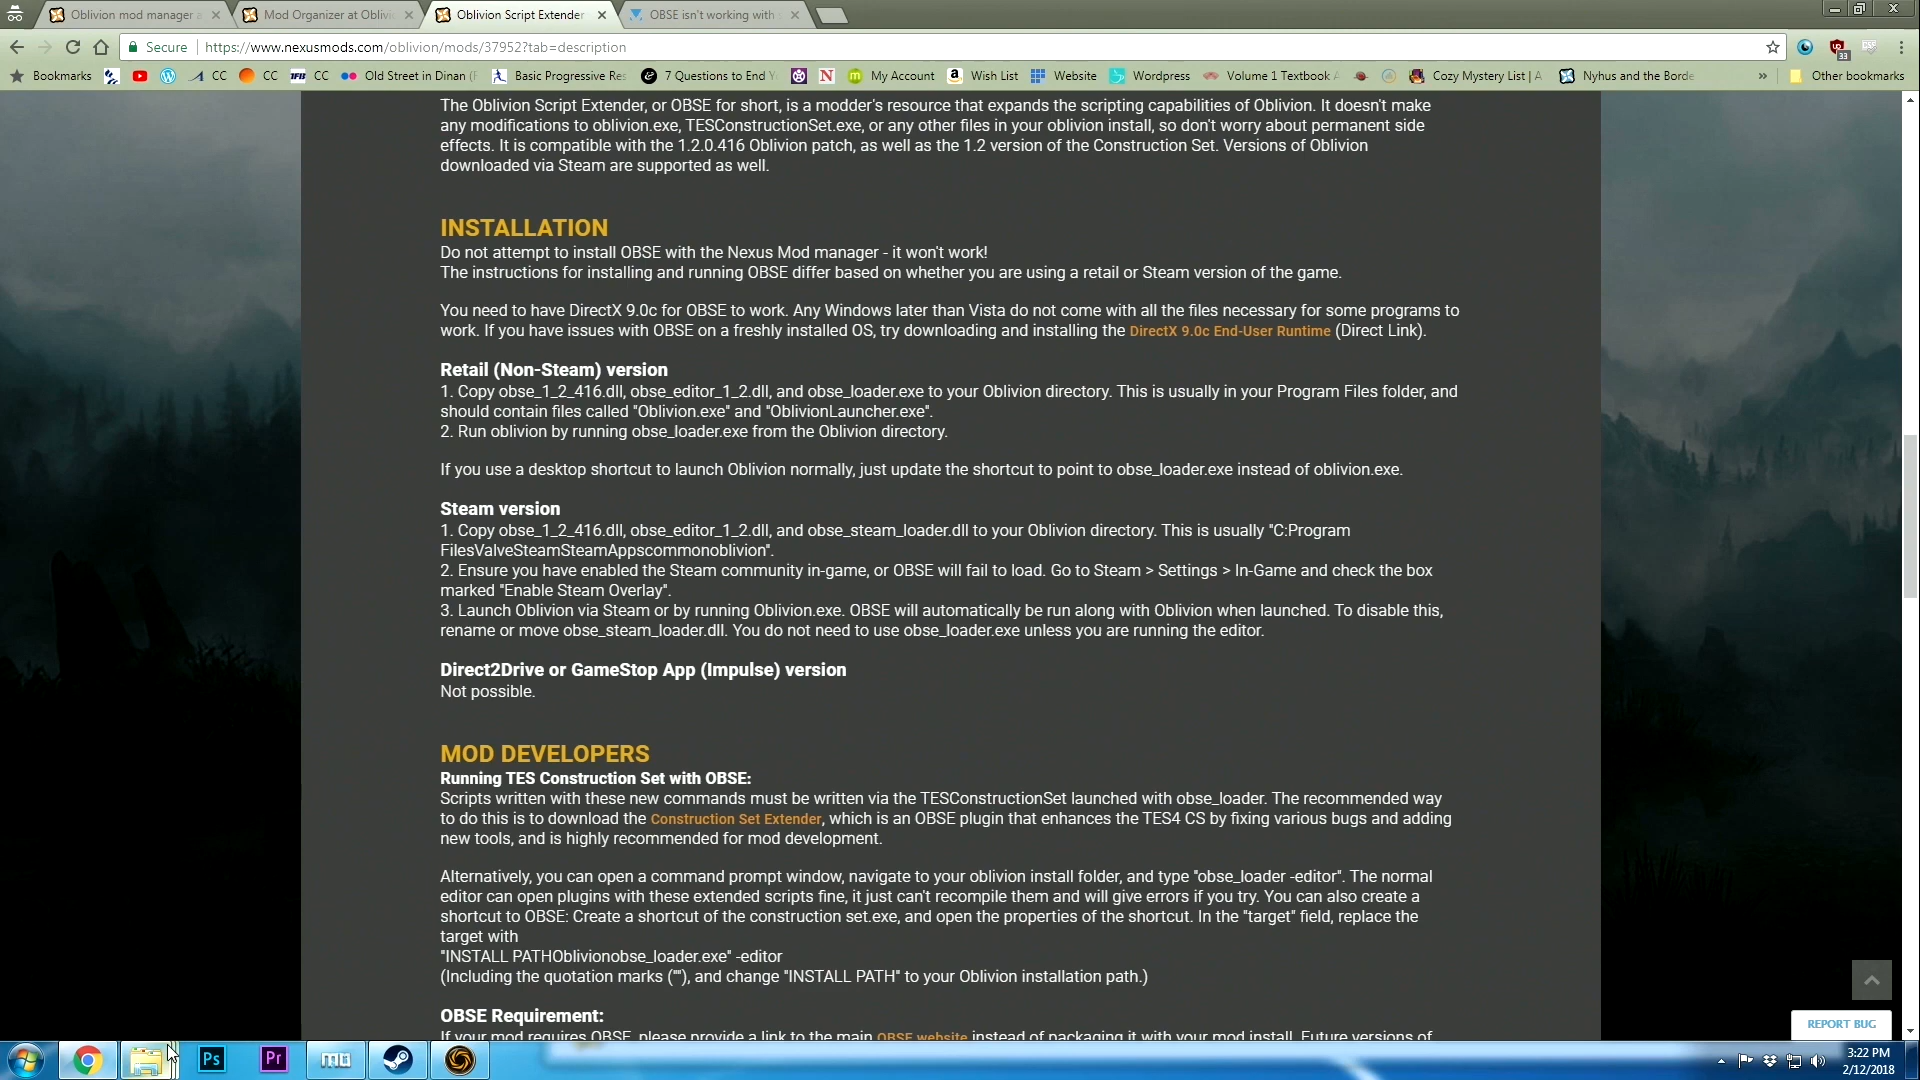 Oblivion mod manager a
Mod Organizer at Oblivi
Oblivion Script Extender
OBSE isn't working with
Secure
https://www.nexusmods.com/oblivion/mods/37952?tab=description
33
Bookmarks
CC
CC
CC
Old Street in Dinan (F
Basic Progressive Res
7 Questions to End Y
N
My Account
Wish List
Website
Wordpress
Volume 1 Textbook A
Cozy Mystery List | A
Nyhus and the Borde
»
Other bookmarks
The Oblivion Script Extender, or OBSE for short, is a modder's resource that expands the scripting capabilities of Oblivion. It doesn't make
any modifications to oblivion.exe, TESConstructionSet.exe, or any other files in your oblivion install, so don't worry about permanent side
effects. It is compatible with the 1.2.0.416 Oblivion patch, as well as the 1.2 version of the Construction Set. Versions of Oblivion
downloaded via Steam are supported as well.
INSTALLATION
Do not attempt to install OBSE with the Nexus Mod manager - it won't work!
The instructions for installing and running OBSE differ based on whether you are using a retail or Steam version of the game.
You need to have DirectX 9.0c for OBSE to work. Any Windows later than Vista do not come with all the files necessary for some programs to
work. If you have issues with OBSE on a freshly installed OS, try downloading and installing the DirectX 9.0c End-User Runtime (Direct Link).
Retail (Non-Steam) version
1. Copy obse_1_2_416.dll, obse_editor_1_2.dll, and obse_loader.exe to your Oblivion directory. This is usually in your Program Files folder, and
should contain files called "Oblivion.exe" and "OblivionLauncher.exe".
2. Run oblivion by running obse_loader.exe from the Oblivion directory.
If you use a desktop shortcut to launch Oblivion normally, just update the shortcut to point to obse_loader.exe instead of oblivion.exe.
Steam version
1. Copy obse_1_2_416.dll, obse_editor_1_2.dll, and obse_steam_loader.dll to your Oblivion directory. This is usually "C:Program
FilesValveSteamSteamAppscommonoblivion".
2. Ensure you have enabled the Steam community in-game, or OBSE will fail to load. Go to Steam > Settings > In-Game and check the box
marked "Enable Steam Overlay".
3. Launch Oblivion via Steam or by running Oblivion.exe. OBSE will automatically be run along with Oblivion when launched. To disable this,
rename or move obse_steam_loader.dll. You do not need to use obse_loader.exe unless you are running the editor.
Direct2Drive or GameStop App (Impulse) version
Not possible.
MOD DEVELOPERS
Running TES Construction Set with OBSE:
Scripts written with these new commands must be written via the TESConstructionSet launched with obse_loader. The recommended way
to do this is to download the Construction Set Extender, which is an OBSE plugin that enhances the TES4 CS by fixing various bugs and adding
new tools, and is highly recommended for mod development.
Alternatively, you can open a command prompt window, navigate to your oblivion install folder, and type "obse_loader -editor". The normal
editor can open plugins with these extended scripts fine, it just can't recompile them and will give errors if you try. You can also create a
shortcut to OBSE: Create a shortcut of the construction set.exe, and open the properties of the shortcut. In the "target" field, replace the
target with
"INSTALL PATHOblivionobse_loader.exe" -editor
(Including the quotation marks (""), and change "INSTALL PATH" to your Oblivion installation path.)
OBSE Requirement:
If your mod requires OBSE, please provide a link to the main OBSE website instead of packaging it with your mod install. Future versions of
REPORT BUG
Ps
Pr
3:22 PM
2/12/2018